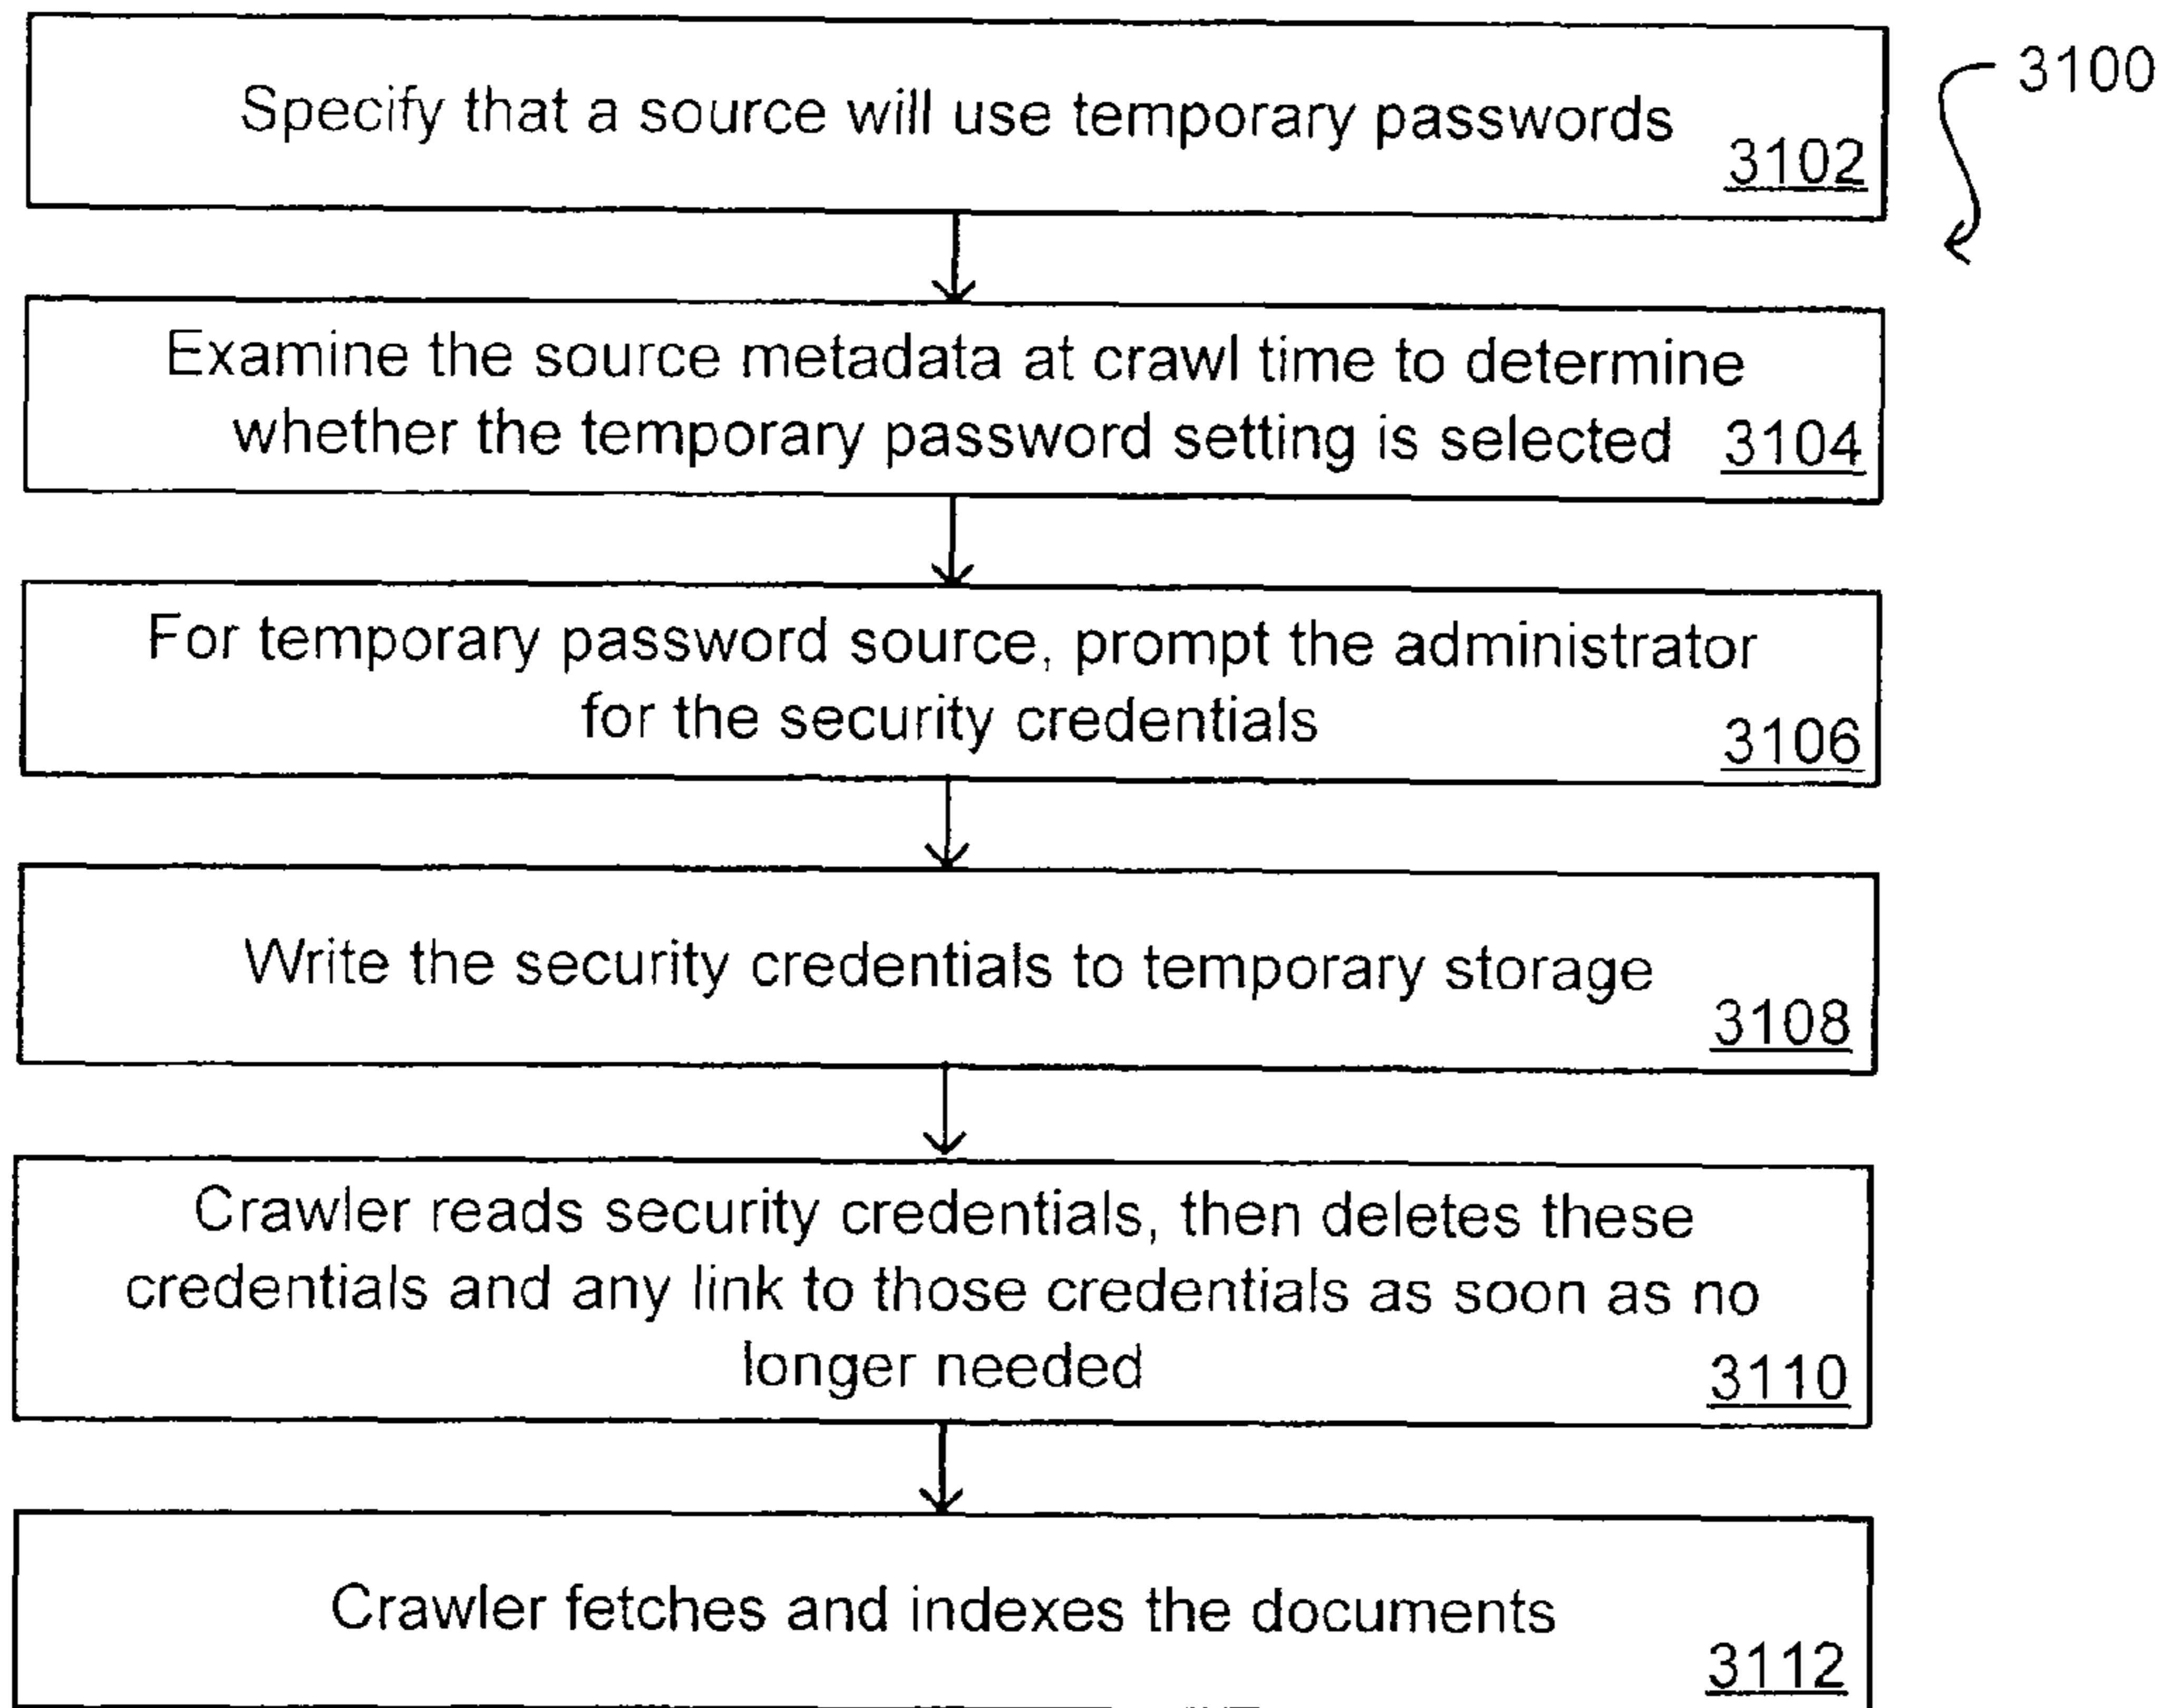 3100
Specify that a source will use temporary passwords
3102
Examine the source metadata at crawl time to determine
whether the temporary password setting is selected 3104
For temporary password source, prompt the administrator
for the security credentials
3106
Write the security credentials to temporary storage
3108
Crawler reads security credentials, then deletes these
credentials and any link to those credentials as soon as no
longer needed
3110
Crawler fetches and indexes the documents
3112